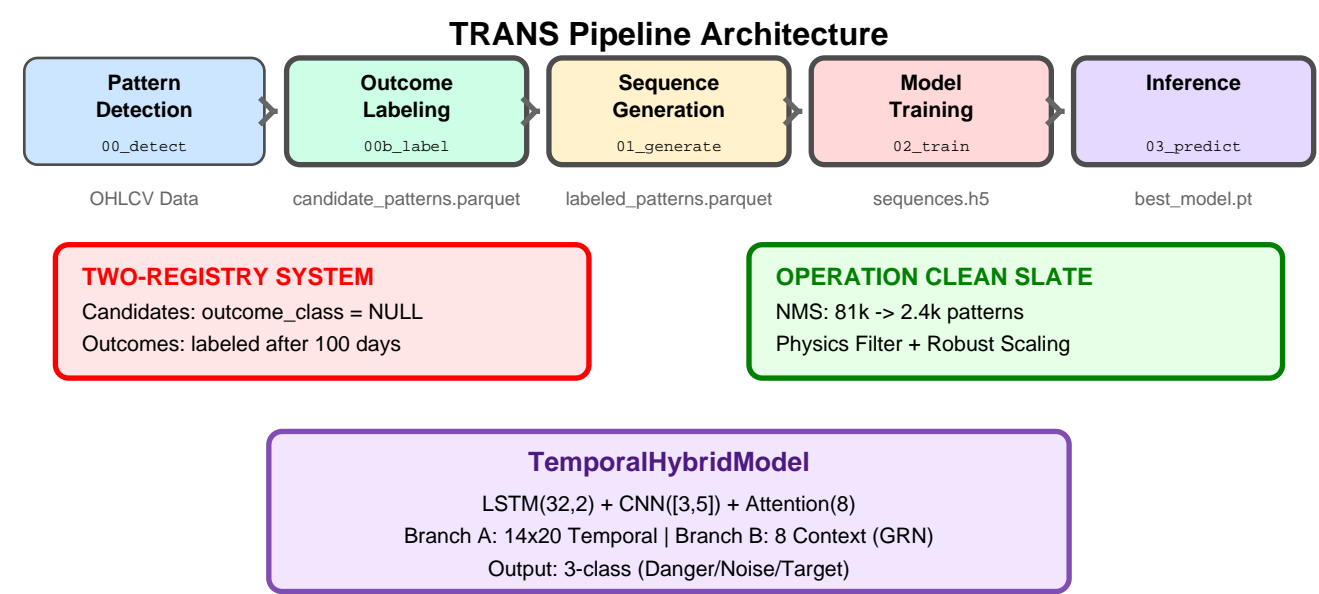 TRANS Pipeline Architecture
Pattern
Detection
00_detect
Outcome
Labeling
00b_label
Sequence
Generation
01_generate
Model
Training
02_train
Inference
03_predict
OHLCV Data
candidate_patterns.parquet
labeled_patterns.parquet
sequences.h5
best_model.pt
TWO-REGISTRY SYSTEM
Candidates: outcome_class = NULL
Outcomes: labeled after 100 days
OPERATION CLEAN SLATE
NMS: 81k -> 2.4k patterns
Physics Filter + Robust Scaling
TemporalHybridModel
LSTM(32,2) + CNN([3,5]) + Attention(8)
Branch A: 14x20 Temporal | Branch B: 8 Context (GRN)
Output: 3-class (Danger/Noise/Target)